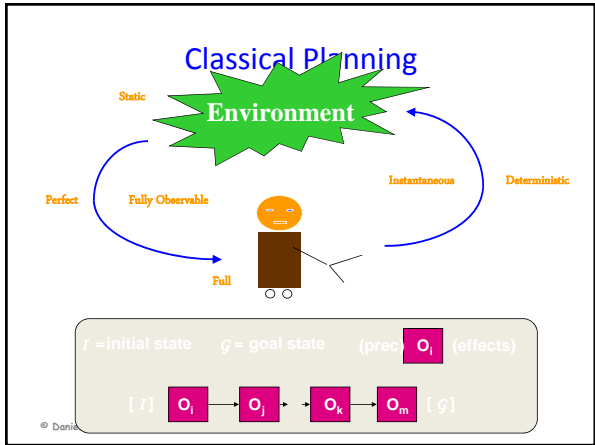 Classical Planning
Static
Environment
Instantaneous Deterministic
Perfect Fully Observable
Full
I =initial state G = goal state (prec) Oi (effects)
[ I ] Oi Oj Ok Om [ G ]
© Danie